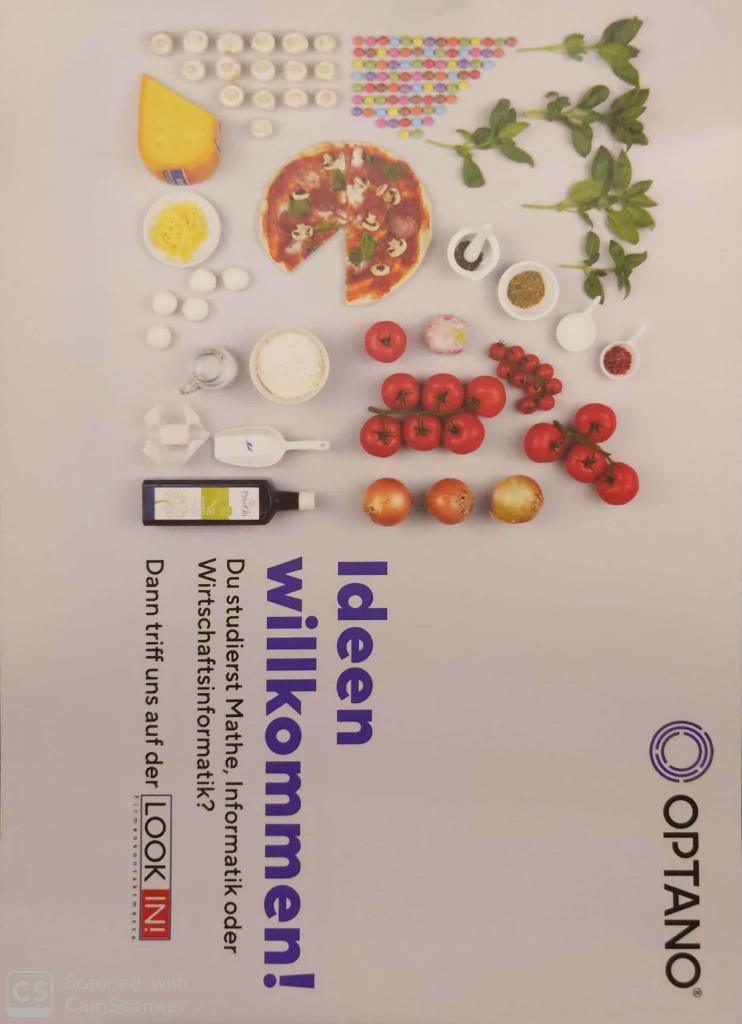 OPTANO®
Ideen
willkommen!
Du studierst Mathe, Informatik oder
Wirtschaftsinformatik?
Dann triff uns auf der LOOK IN!
Firmenkontaktmesse
CS Scanned with
CamScanner